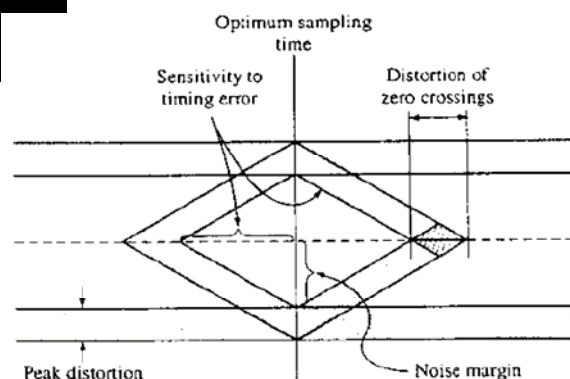 Optimum sampling
time
Sensitivity to
timing error
Distortion of
zero crossings
Peak distortion
Noise margin